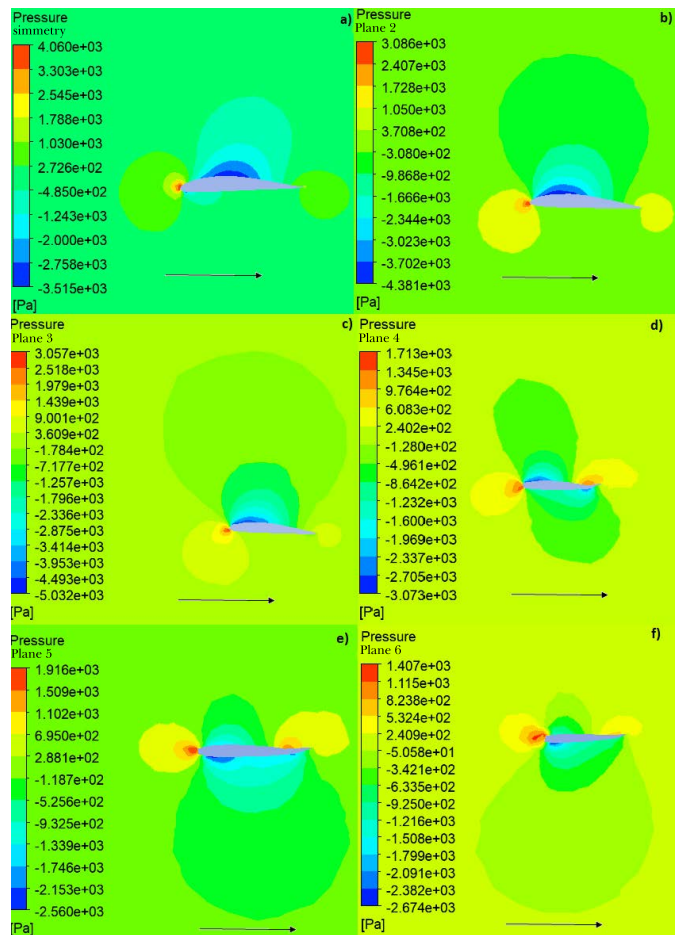 Pressure
simmetry
a)
4.060e+03
3.303e+03
2.545e+03
1.788e+03
1.030e+03
2.726e+02
-4.850e+02
-1.243e+03
-2.000e+03
-2.758e+03
-3.515e+03
[Pa]
Pressure
Plane 2
b)
3.086e+03
2.407e+03
1.728e+03
1.050e+03
3.708e+02
-3.080e+02
-9.866e+02
-1.666e+03
-2.344e+03
-3.023e+03
-3.702e+03
-4.381e+03
[Pa]
Pressure
Plane 3
c)
3.057e+03
2.518e+03
1.979e+03
1.439e+03
9.001e+02
3.609e+02
-1.784e+02
-7.177e+02
-1.257e+03
-1.796e+03
-2.336e+03
-2.875e+03
-3.414e+03
-3.953e+03
-4.493e+03
-5.032e+03
[Pa]
Pressure
Plane 4
d)
1.713e+03
1.345e+03
9.764e+02
6.083e+02
2.402e+02
-1.280e+02
-4.961e+02
-8.642e+02
-1.232e+03
-1.600e+03
-1.969e+03
-2.337e+03
-2.705e+03
-3.073e+03
[Pa]
Pressure
Plane 5
e)
1.916e+03
1.509e+03
1.102e+03
6.950e+02
2.881e+02
-1.187e+02
-5.256e+02
-9.325e+02
-1.339e+03
-1.746e+03
-2.153e+03
-2.560e+03
[Pa]
Pressure
Plane 6
f)
1.407e+03
1.115e+03
8.238e+02
5.324e+02
2.409e+02
-5.058e+01
-3.421e+02
-6.335e+02
-9.250e+02
-1.216e+03
-1.508e+03
-1.799e+03
-2.091e+03
-2.382e+03
-2.674e+03
[Pa]